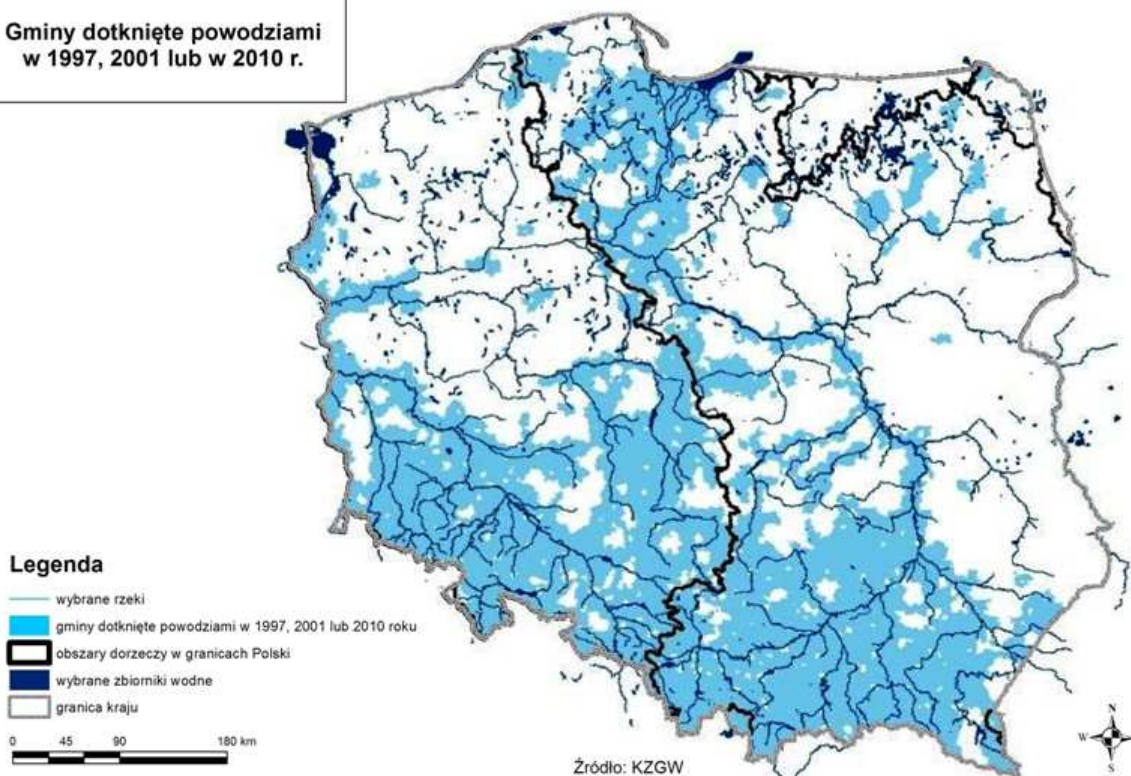 Gminy dotknięte powodziami
w 1997, 2001 lub w 2010 r.
Legenda
wybrane rzeki
gminy dotknięte powodziami w 1997, 2001 lub 2010 roku
obszary dorzeczy w granicach Polski
wybrane zbiorniki wodne
granica kraju
0 45 90 180 km
Źródło: KZGW
N
W
S